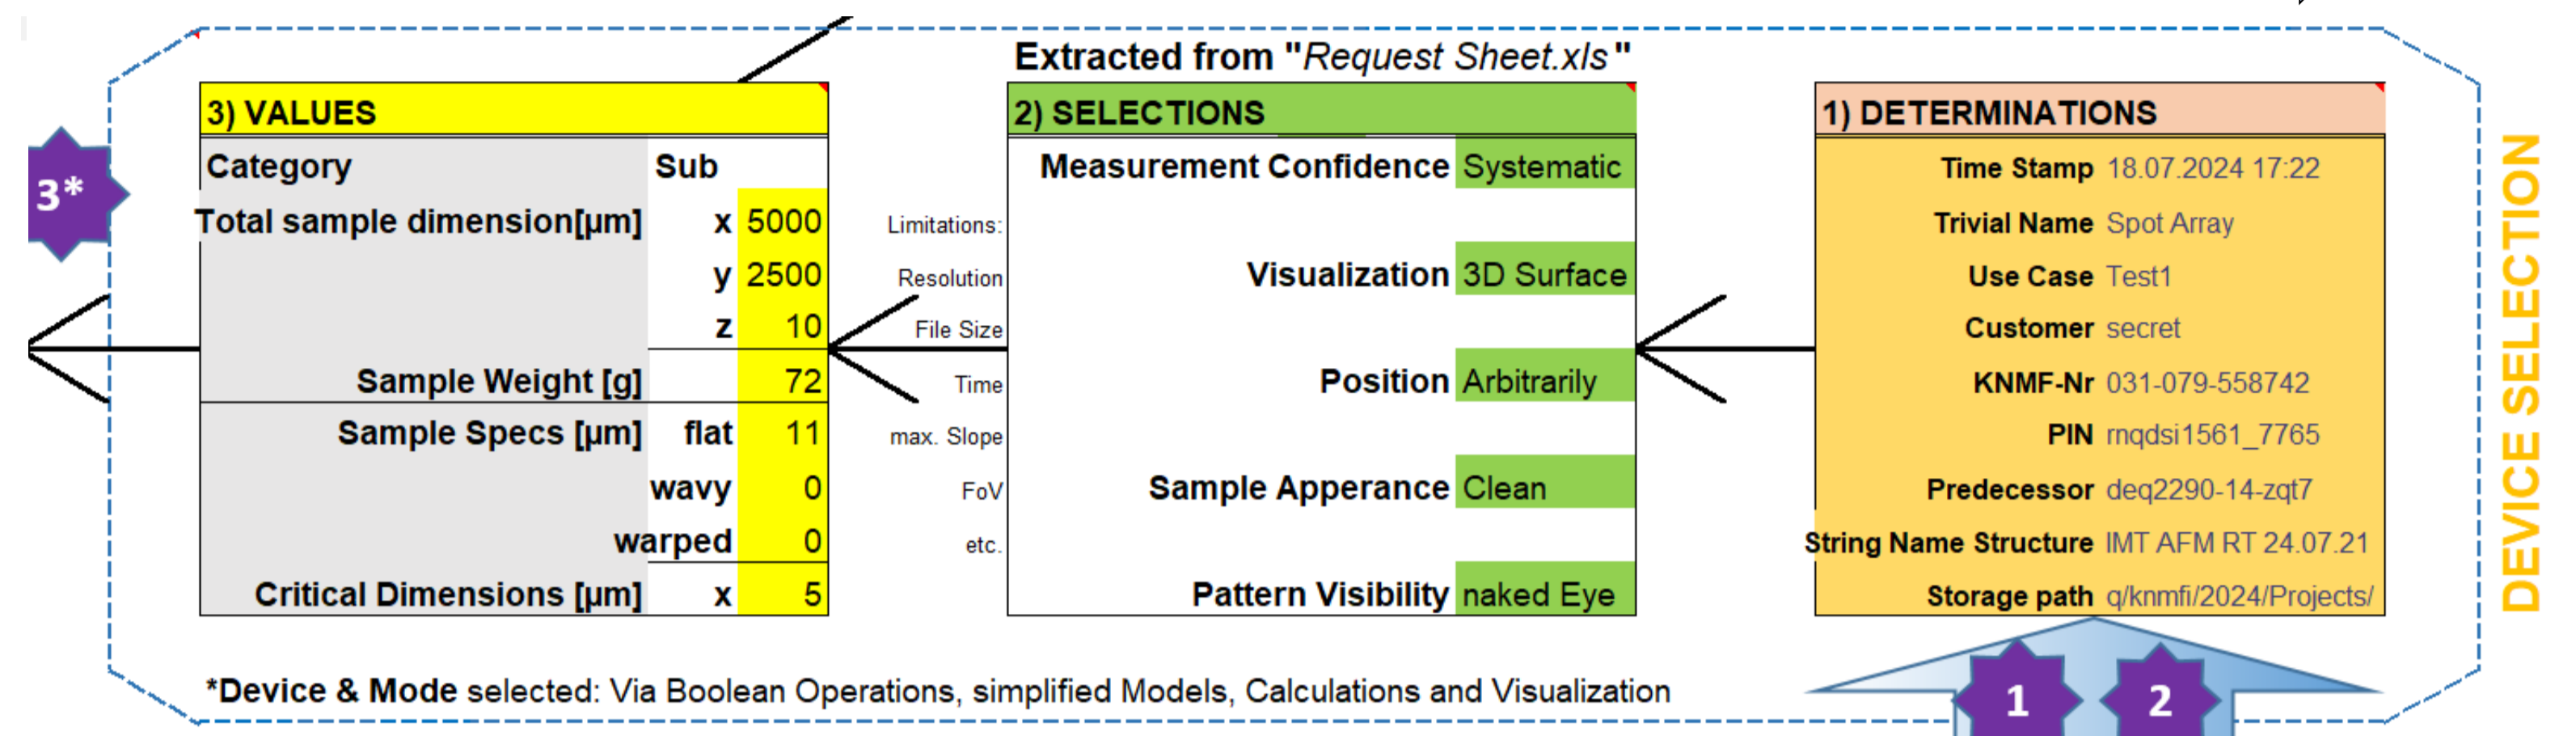 Extracted from "Request Sheet.xls"
3) VALUES
Category Sub
Total sample dimension[µm] x 5000
y 2500
z 10
Sample Weight [g] 72
Sample Specs [µm] flat 11
wavy 0
warped 0
Critical Dimensions [µm] x 5
3*
Limitations:
Resolution
File Size
Time
max. Slope
FoV
etc.
2) SELECTIONS
Measurement Confidence Systematic
Visualization 3D Surface
Position Arbitrarily
Sample Apperance Clean
Pattern Visibility naked Eye
1) DETERMINATIONS
Time Stamp 18.07.2024 17:22
Trivial Name Spot Array
Use Case Test1
Customer secret
KNMF-Nr 031-079-558742
PIN rnqdsi1561_7765
Predecessor deq2290-14-zqt7
String Name Structure IMT AFM RT 24.07.21
Storage path q/knmfi/2024/Projects/
DEVICE SELECTION
*Device & Mode selected: Via Boolean Operations, simplified Models, Calculations and Visualization
1 2